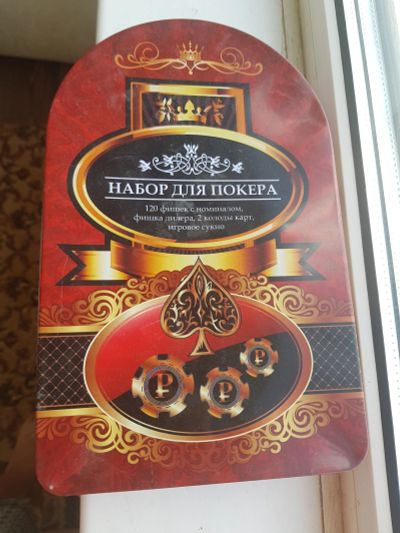 НАБОР ДЛЯ ПОКЕРА
120 фишек с номиналом,
фишка дилера, 2 колоды карт,
игровое сукно
₽
₽
₽